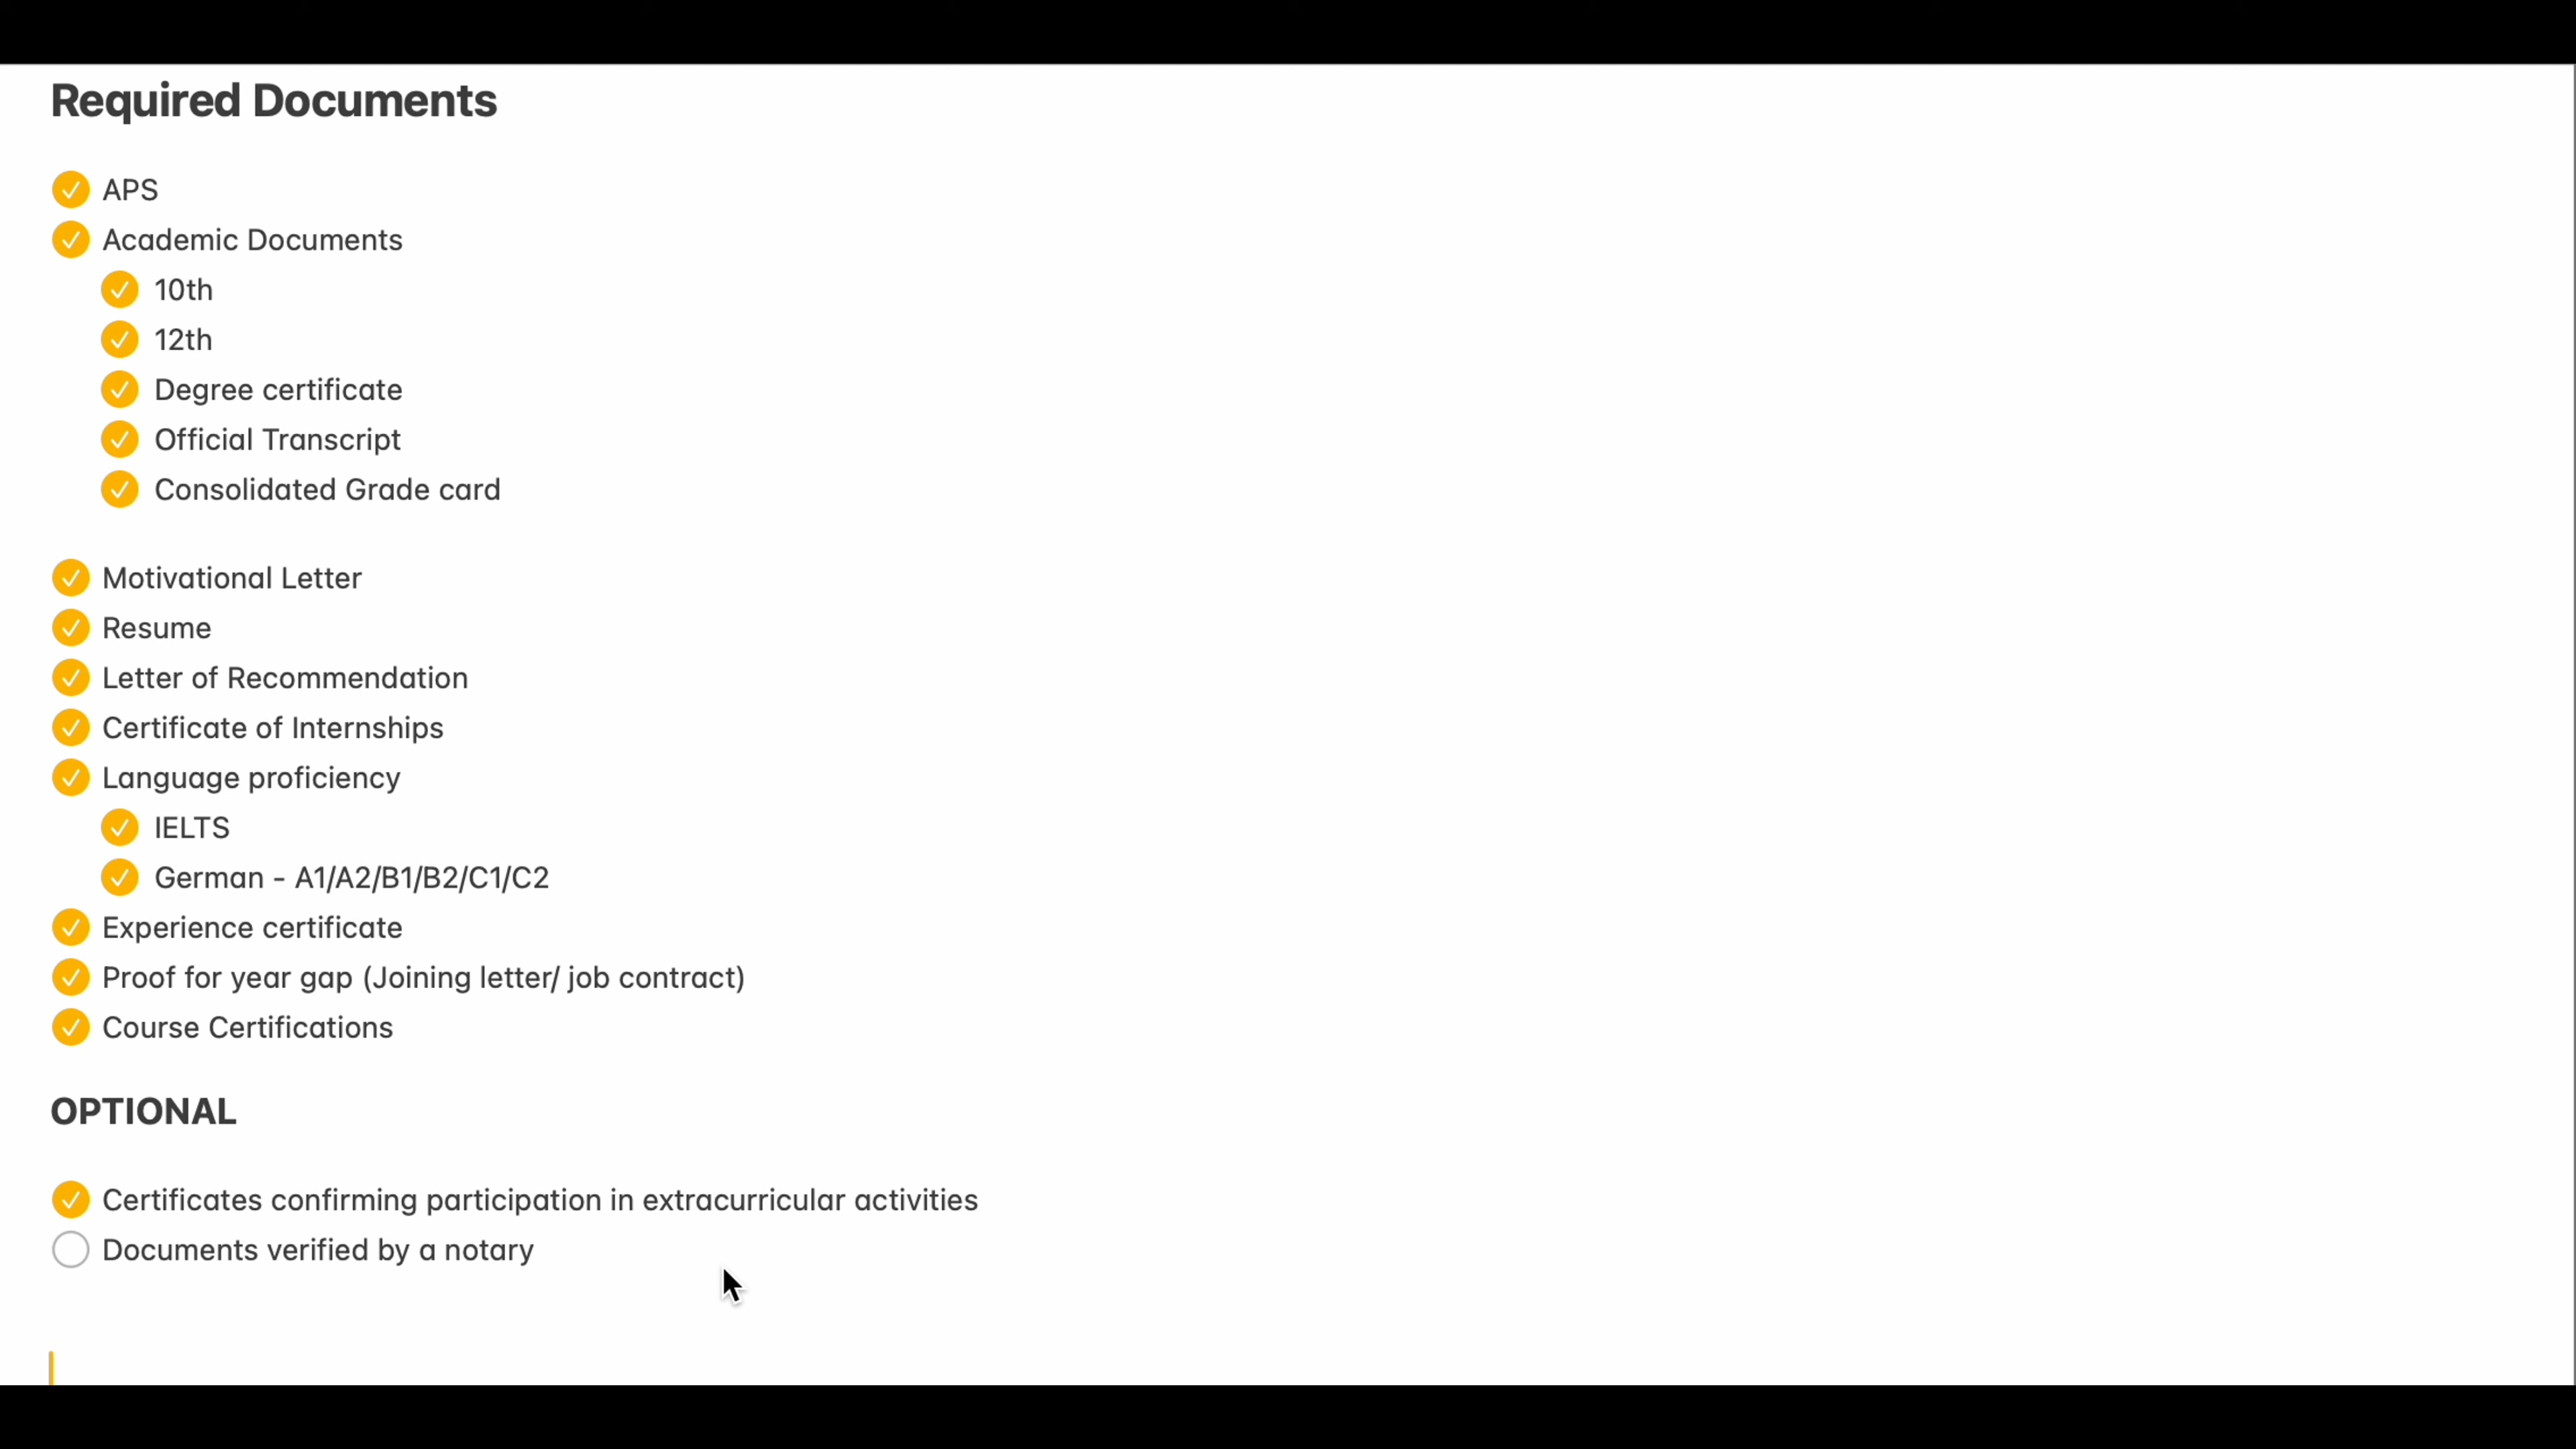 Required Documents
APS
Academic Documents
10th
12th
Degree certificate
Official Transcript
Consolidated Grade card
Motivational Letter
Resume
Letter of Recommendation
Certificate of Internships
Language proficiency
IELTS
German - A1/A2/B1/B2/C1/C2
Experience certificate
Proof for year gap (Joining letter/ job contract)
Course Certifications
OPTIONAL
Certificates confirming participation in extracurricular activities
Documents verified by a notary